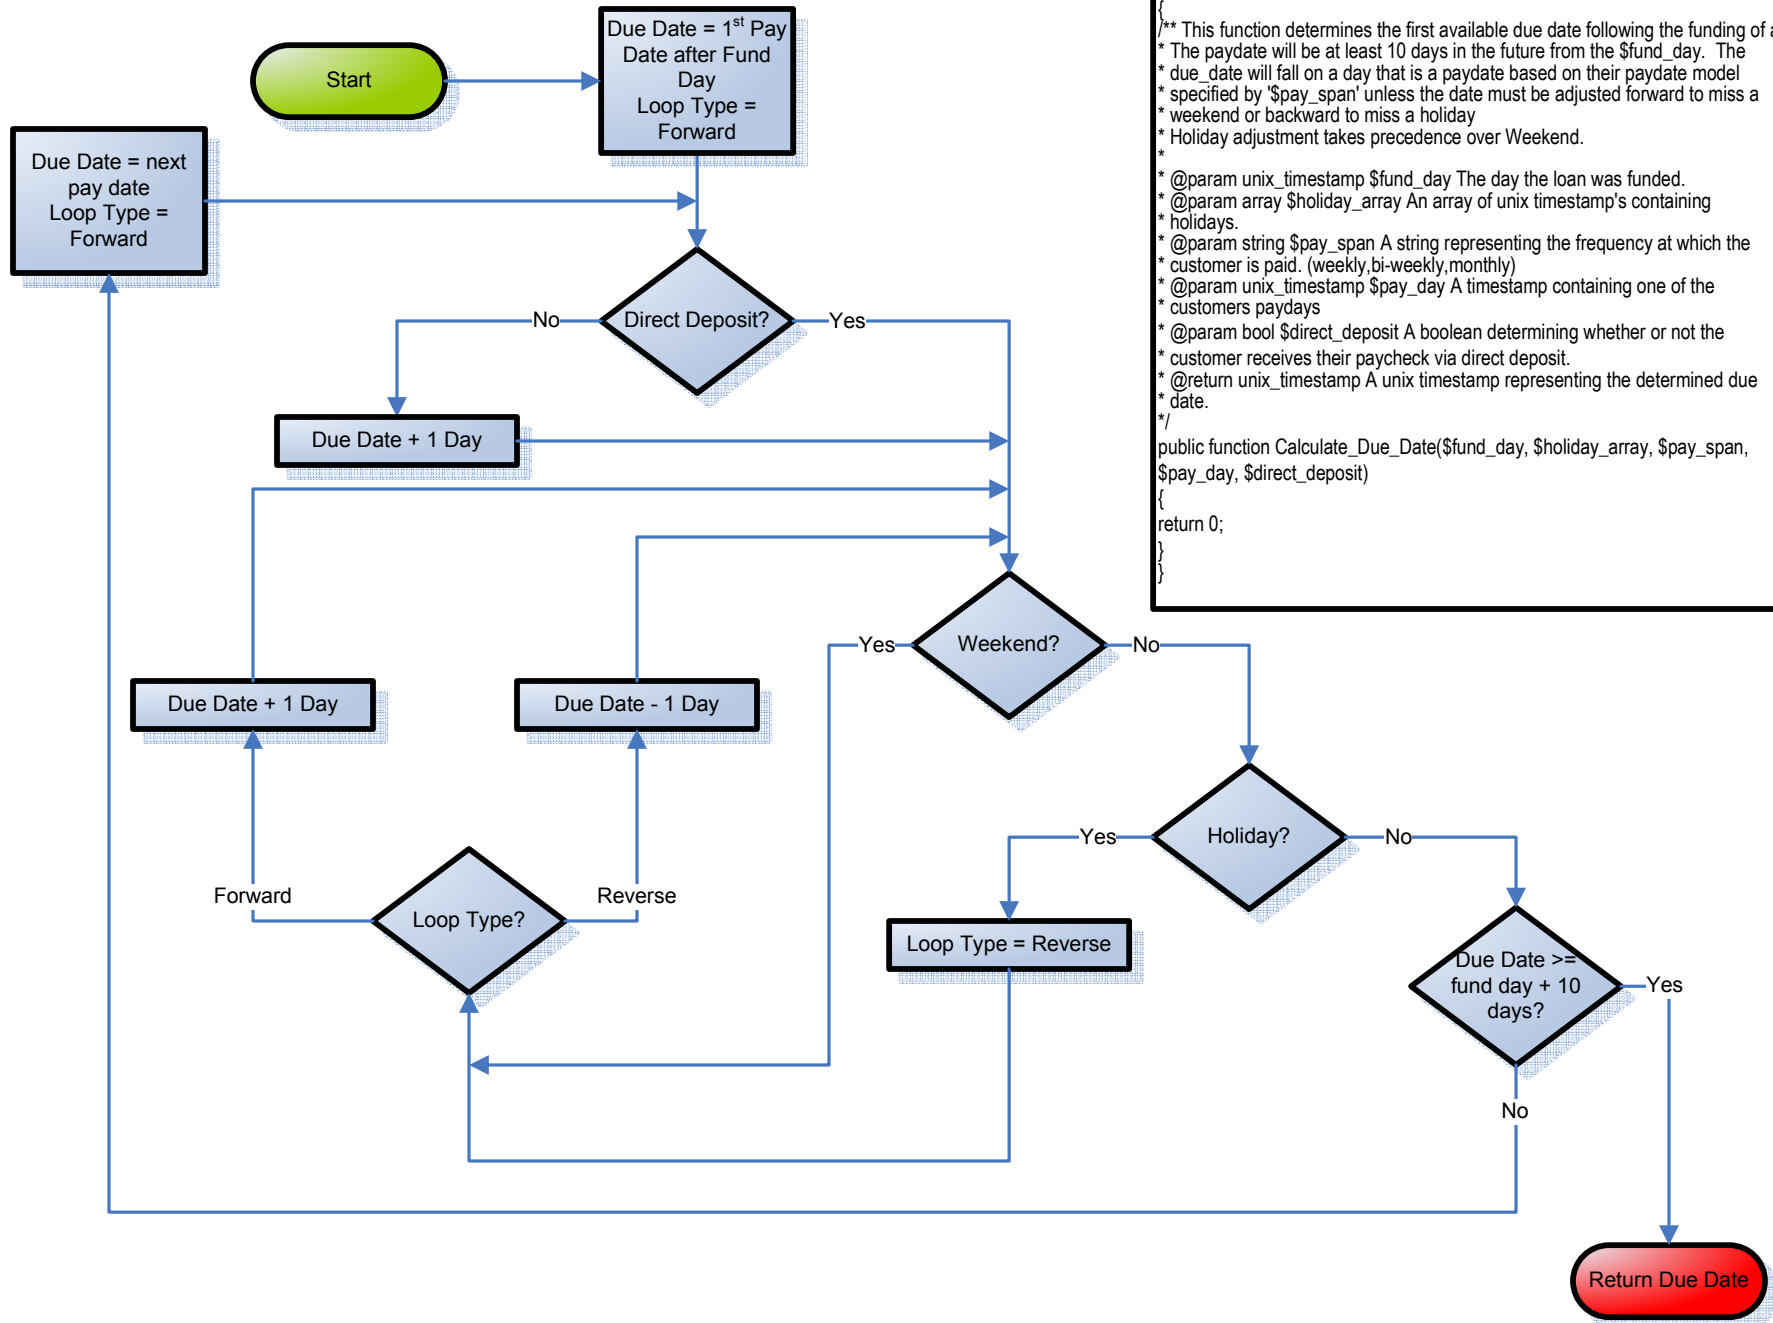 Start
Due Date = 1st Pay
Date after Fund
Day
Loop Type =
Forward
Due Date = next
pay date
Loop Type =
Forward
Direct Deposit?
No
Yes
Due Date + 1 Day
Weekend?
Yes
No
Due Date + 1 Day
Due Date - 1 Day
Holiday?
Yes
No
Loop Type?
Forward
Reverse
Loop Type = Reverse
Due Date >=
fund day + 10
days?
Yes
No
Return Due Date
{
/** This function determines the first available due date following the funding of a
* The paydate will be at least 10 days in the future from the $fund_day.  The
* due_date will fall on a day that is a paydate based on their paydate model
* specified by '$pay_span' unless the date must be adjusted forward to miss a
* weekend or backward to miss a holiday
* Holiday adjustment takes precedence over Weekend.
*
* @param unix_timestamp $fund_day The day the loan was funded.
* @param array $holiday_array An array of unix timestamp's containing
* holidays.
* @param string $pay_span A string representing the frequency at which the
* customer is paid. (weekly,bi-weekly,monthly)
* @param unix_timestamp $pay_day A timestamp containing one of the
* customers paydays
* @param bool $direct_deposit A boolean determining whether or not the
* customer receives their paycheck via direct deposit.
* @return unix_timestamp A unix timestamp representing the determined due
* date.
*/
public function Calculate_Due_Date($fund_day, $holiday_array, $pay_span,
$pay_day, $direct_deposit)
{
return 0;
}
}